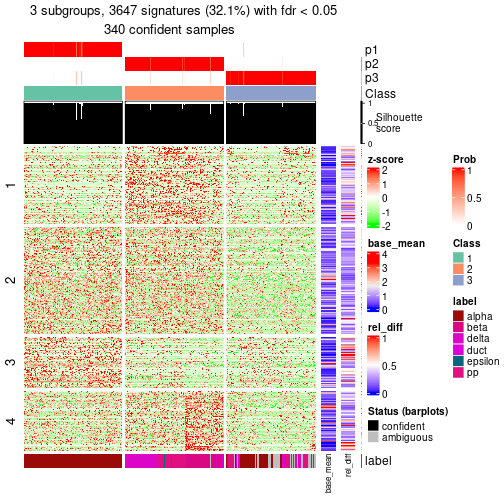 3 subgroups, 3647 signatures (32.1%) with fdr < 0.05
340 confident samples
p1
p2
p3
Class
1
0.5
0
Silhouette
score
1
2
3
4
z-score
2
1
0
-1
-2
Prob
1
0.5
0
base_mean
4
3
2
1
0
Class
1
2
3
rel_diff
1
0.5
0
label
alpha
beta
delta
duct
epsilon
pp
Status (barplots)
confident
ambiguous
base_mean
rel_diff
label